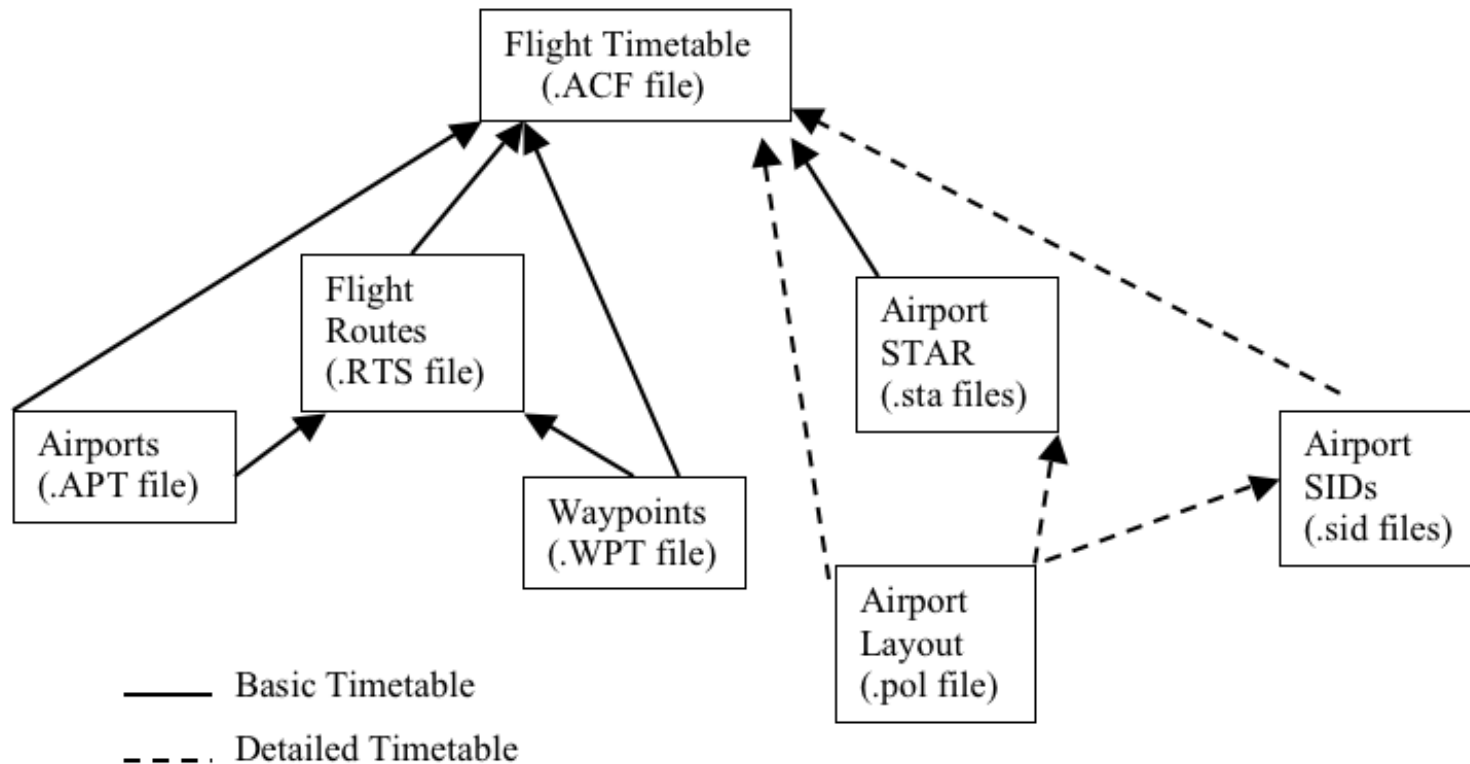 Flight Timetable
(.ACF file)
Flight
Routes
(.RTS file)
Airport
STAR
(.sta files)
Airports
(.APT file)
Airport
SIDs
(.sid files)
Waypoints
(.WPT file)
Airport
Layout
(.pol file)
Basic Timetable
Detailed Timetable